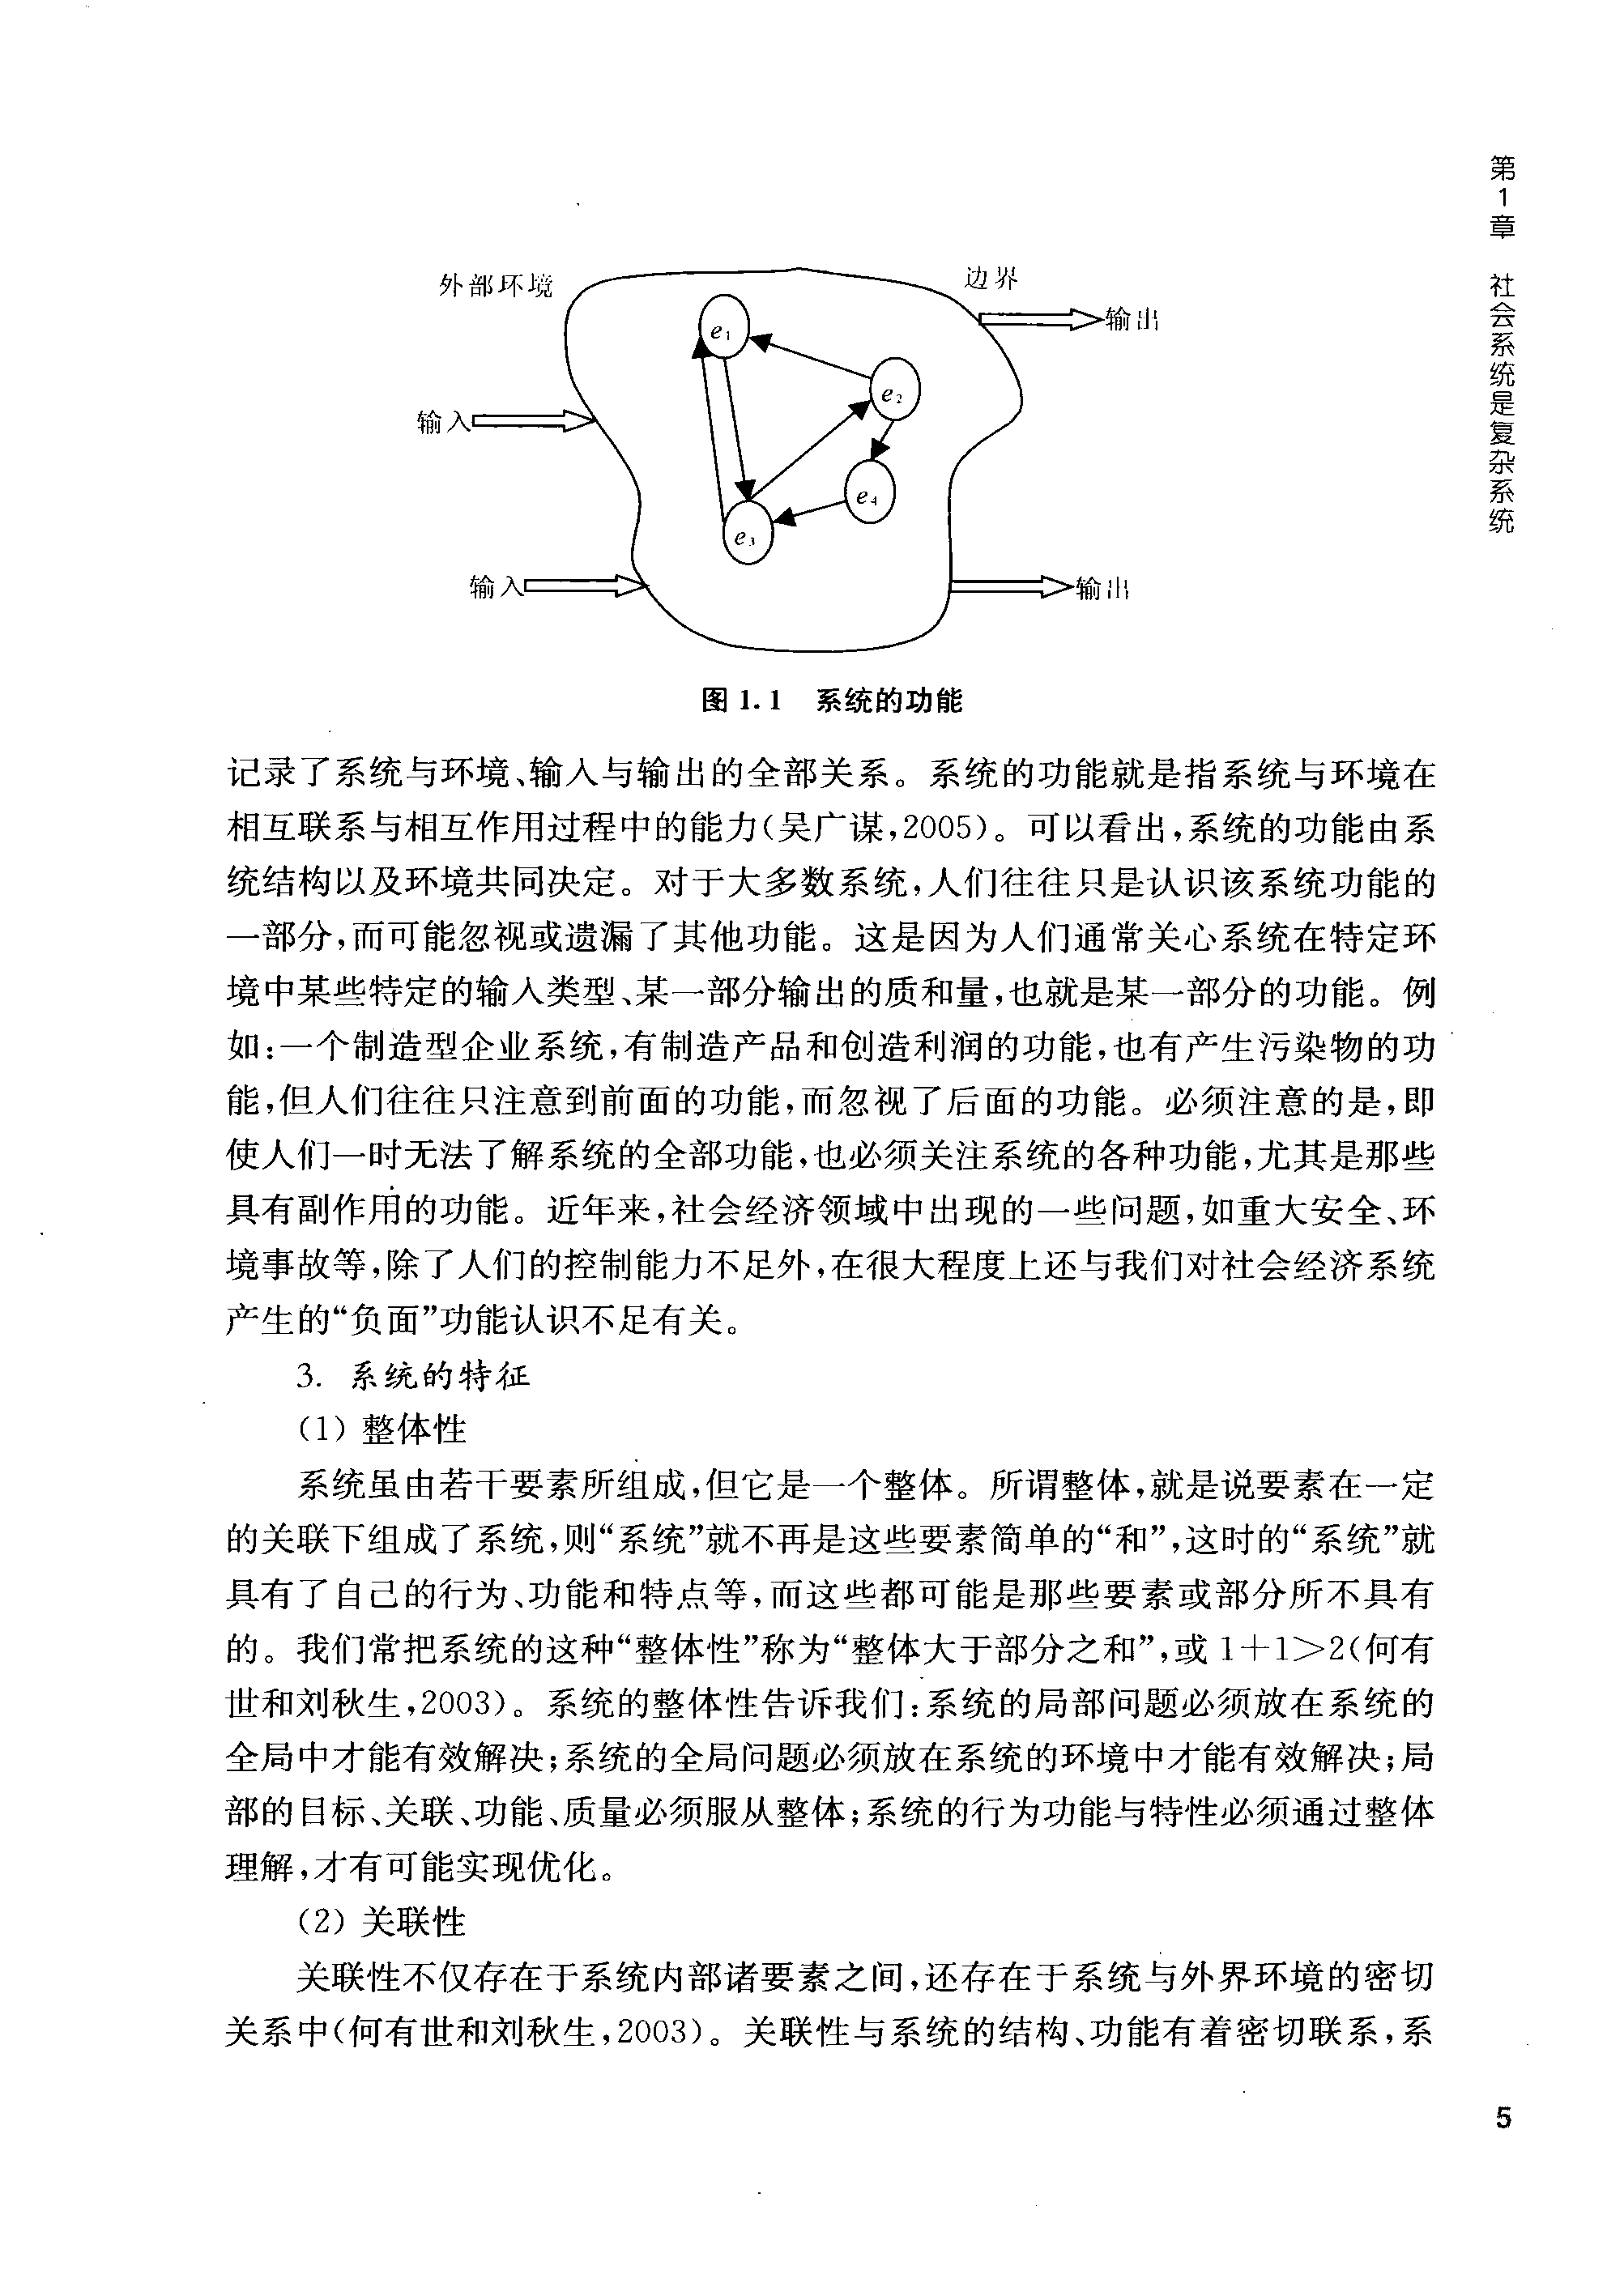 第1章 社会系统是复杂系统
外部环境
边界
输出
输入
输入
输出
e1
e2
e4
e3
图 1.1 系统的功能
记录了系统与环境、输入与输出的全部关系。系统的功能就是指系统与环境在
相互联系与相互作用过程中的能力(吴广谋,2005)。可以看出,系统的功能由系
统结构以及环境共同决定。对于大多数系统,人们往往只是认识该系统功能的
一部分,而可能忽视或遗漏了其他功能。这是因为人们通常关心系统在特定环
境中某些特定的输入类型、某一部分输出的质和量,也就是某一部分的功能。例
如:一个制造型企业系统,有制造产品和创造利润的功能,也有产生污染物的功
能,但人们往往只注意到前面的功能,而忽视了后面的功能。必须注意的是,即
使人们一时无法了解系统的全部功能,也必须关注系统的各种功能,尤其是那些
具有副作用的功能。近年来,社会经济领域中出现的一些问题,如重大安全、环
境事故等,除了人们的控制能力不足外,在很大程度上还与我们对社会经济系统
产生的“负面”功能认识不足有关。
3. 系统的特征
(1) 整体性
系统虽由若干要素所组成,但它是一个整体。所谓整体,就是说要素在一定
的关联下组成了系统,则“系统”就不再是这些要素简单的“和”,这时的“系统”就
具有了自己的行为、功能和特点等,而这些都可能是那些要素或部分所不具有
的。我们常把系统的这种“整体性”称为“整体大于部分之和”,或 1+1>2(何有
世和刘秋生,2003)。系统的整体性告诉我们:系统的局部问题必须放在系统的
全局中才能有效解决;系统的全局问题必须放在系统的环境中才能有效解决;局
部的目标、关联、功能、质量必须服从整体;系统的行为功能与特性必须通过整体
理解,才有可能实现优化。
(2) 关联性
关联性不仅存在于系统内部诸要素之间,还存在于系统与外界环境的密切
关系中(何有世和刘秋生,2003)。关联性与系统的结构、功能有着密切联系,系
5